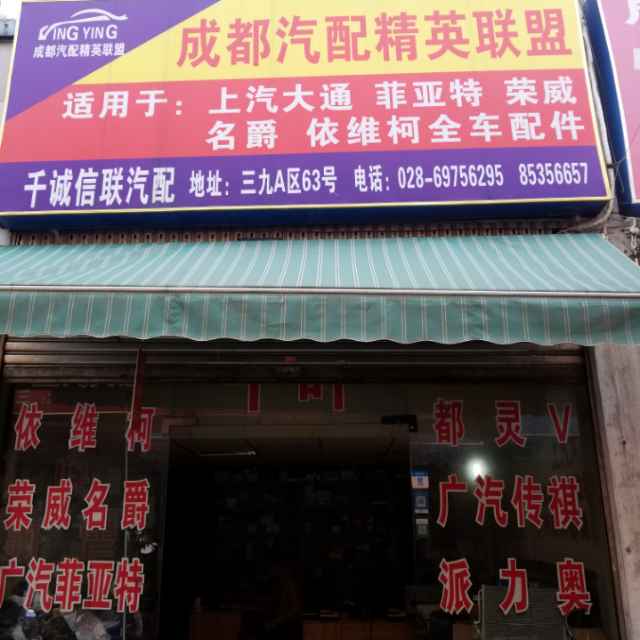 YING YING
成都汽配精英联盟
成都汽配精英联盟
适用于：上汽大通 菲亚特 荣威
名爵 依维柯全车配件
千诚信联汽配 地址：三九A区63号 电话：028-69756295 85356657
依维柯
荣威名爵
广汽菲亚特
都灵V
广汽传祺
派力奥